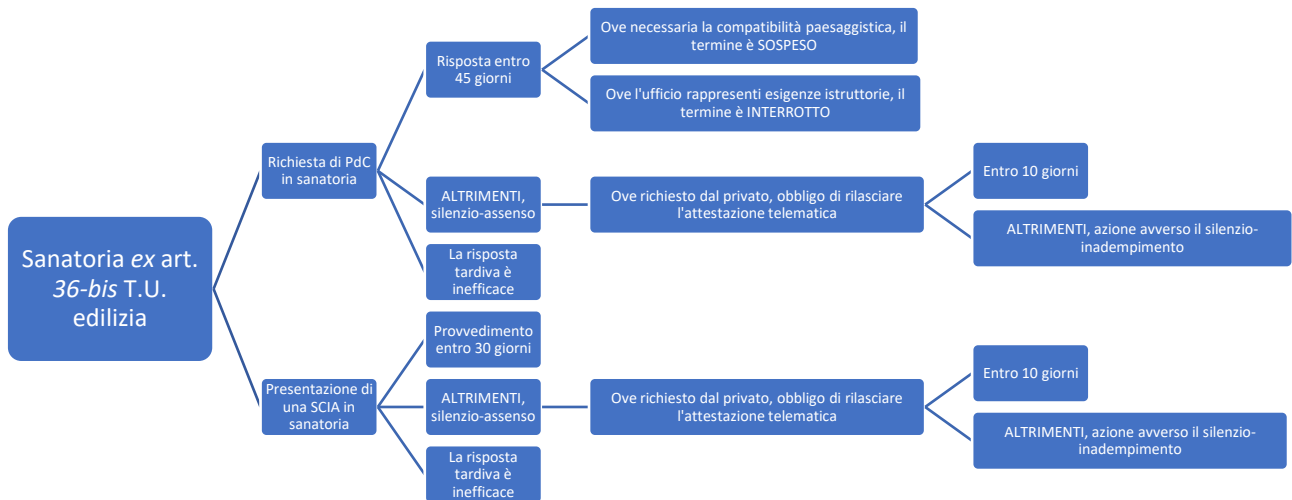 Sanatoria ex art.
36-bis T.U.
edilizia
Richiesta di PdC
in sanatoria
Risposta entro
45 giorni
Ove necessaria la compatibilità paesaggistica, il
termine è SOSPESO
Ove l'ufficio rappresenti esigenze istruttorie, il
termine è INTERROTTO
ALTRIMENTI,
silenzio-assenso
Ove richiesto dal privato, obbligo di rilasciare
l'attestazione telematica
Entro 10 giorni
ALTRIMENTI, azione avverso il silenzio-
inadempimento
La risposta
tardiva è
inefficace
Presentazione di
una SCIA in
sanatoria
Provvedimento
entro 30 giorni
ALTRIMENTI,
silenzio-assenso
Ove richiesto dal privato, obbligo di rilasciare
l'attestazione telematica
Entro 10 giorni
ALTRIMENTI, azione avverso il silenzio-
inadempimento
La risposta
tardiva è
inefficace